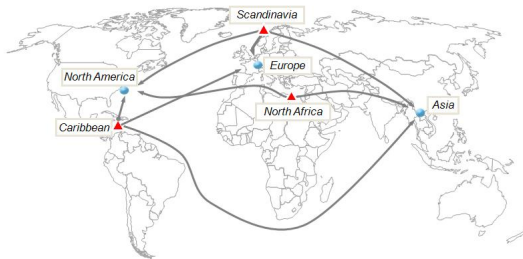 Scandinavia
North America
Europe
Asia
North Africa
Caribbean